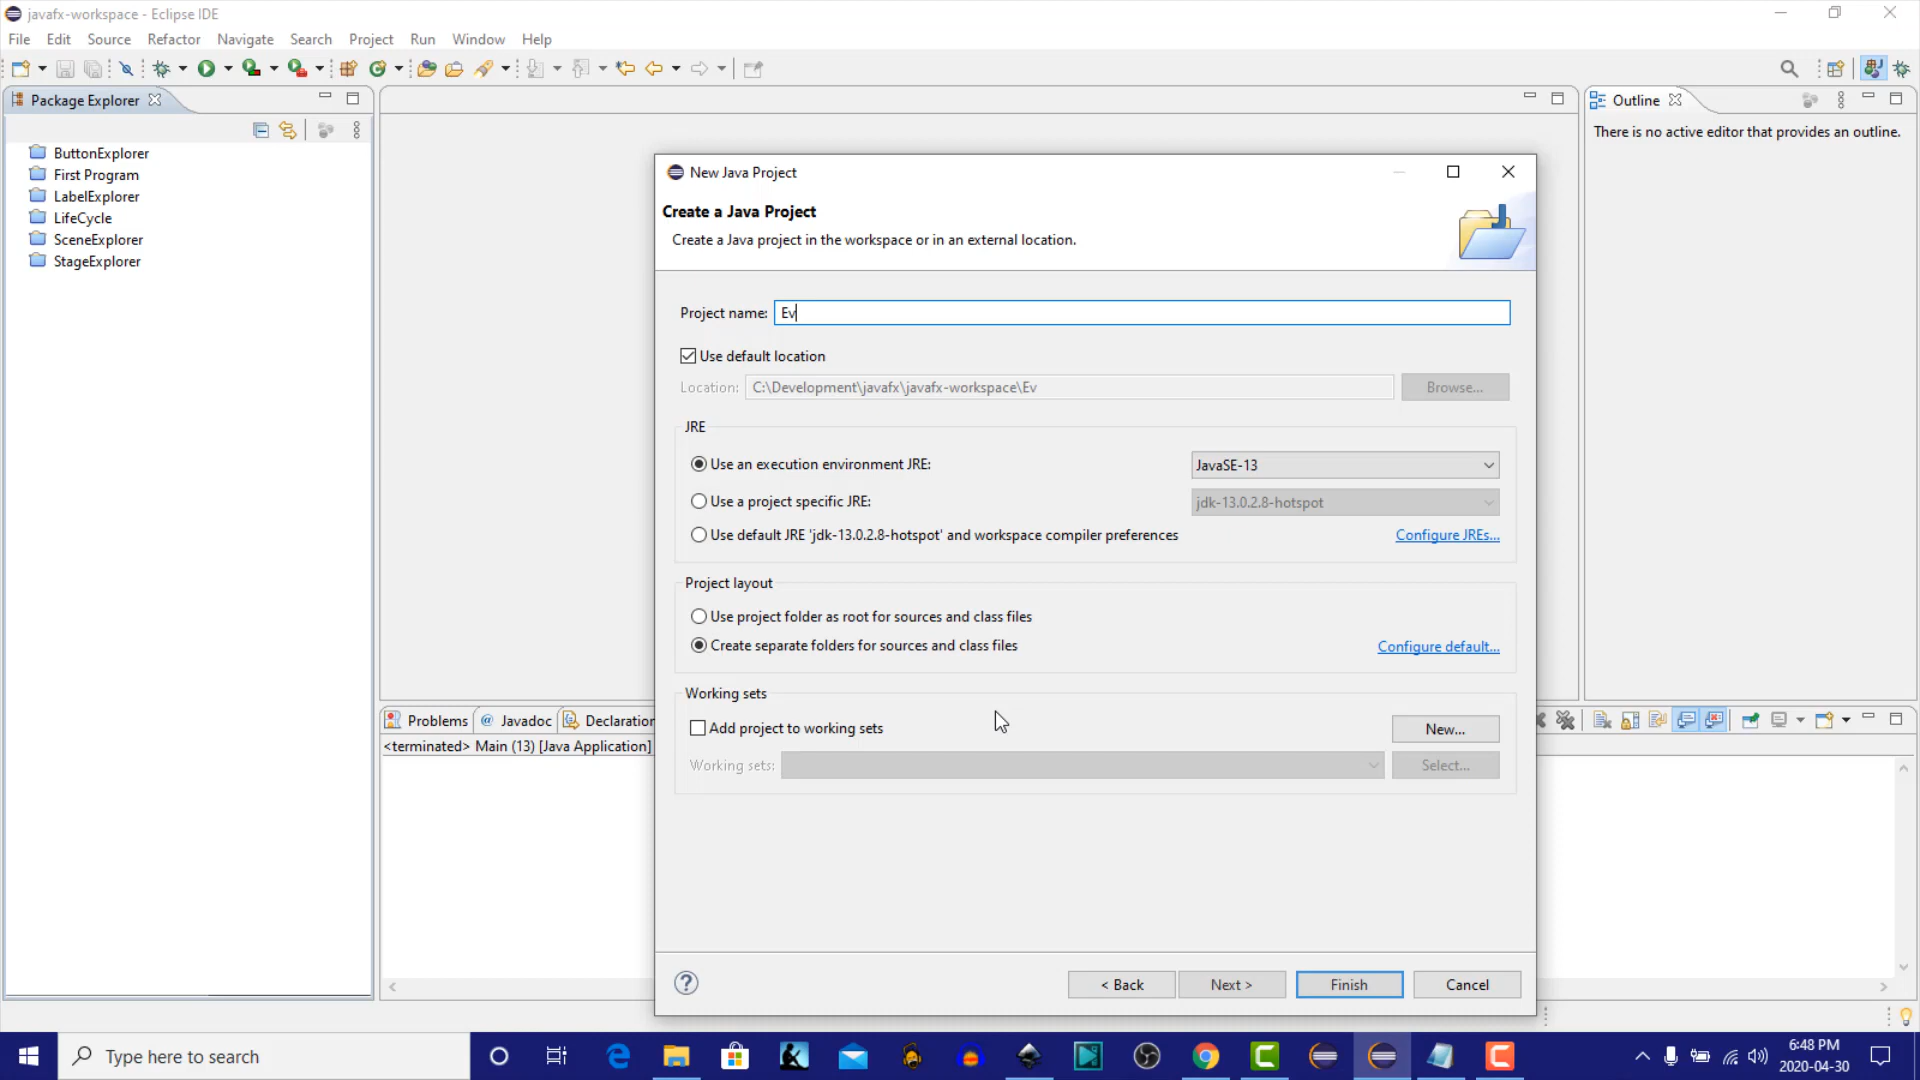 javafx-workspace - Eclipse IDE
File Edit Source Refactor Navigate Search Project Run Window Help
Package Explorer
ButtonExplorer
First Program
LabelExplorer
LifeCycle
SceneExplorer
StageExplorer
Outline
There is no active editor that provides an outline.
New Java Project
Create a Java Project
Create a Java project in the workspace or in an external location.
Project name: Ev
Use default location
Location: C:\Development\javafx\javafx-workspace\Ev Browse...
JRE
Use an execution environment JRE: JavaSE-13
Use a project specific JRE: jdk-13.0.2.8-hotspot
Use default JRE 'jdk-13.0.2.8-hotspot' and workspace compiler preferences Configure JREs...
Project layout
Use project folder as root for sources and class files
Create separate folders for sources and class files Configure default...
Working sets
Add project to working sets New...
Working sets: Select...
< Back Next > Finish Cancel
Problems @ Javadoc Declaration
<terminated> Main (13) [Java Application]
Type here to search
6:48 PM
2020-04-30